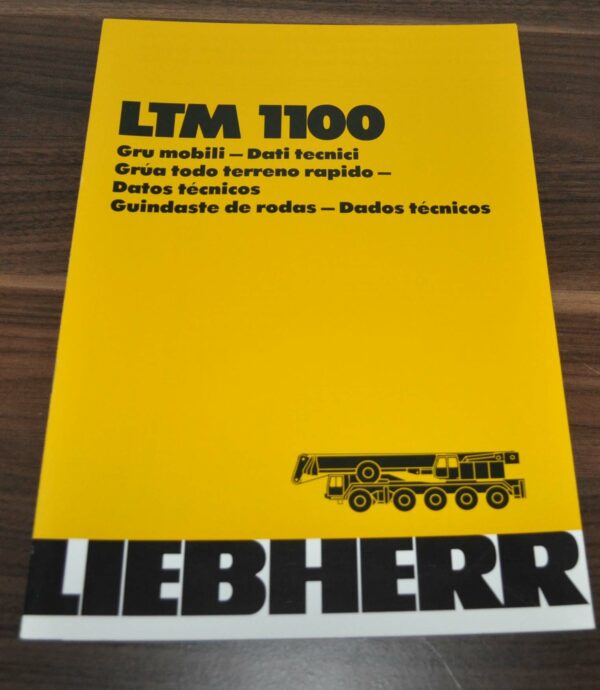 LTM 1100
Gru mobili – Dati tecnici
Grúa todo terreno rapido –
Datos técnicos
Guindaste de rodas – Dados técnicos
LIEBHERR